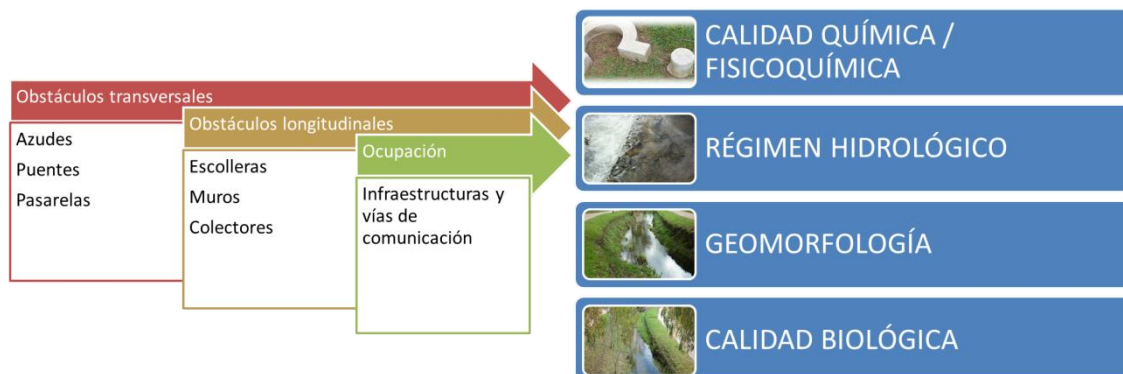 Obstáculos transversales
Azudes
Puentes
Pasarelas
Obstáculos longitudinales
Escolleras
Muros
Colectores
Ocupación
Infraestructuras y
vías de
comunicación
CALIDAD QUÍMICA /
FISICOQUÍMICA
RÉGIMEN HIDROLÓGICO
GEOMORFOLOGÍA
CALIDAD BIOLÓGICA